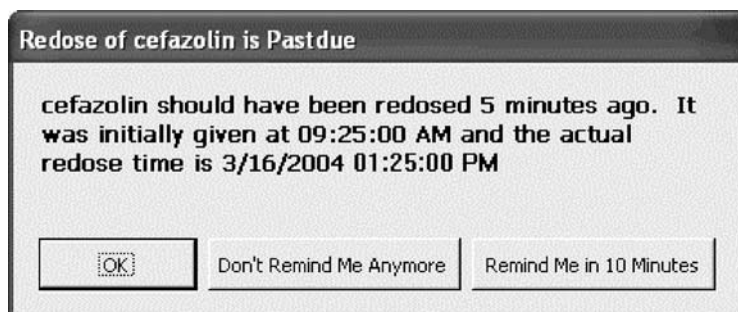 Redose of cefazolin is Pastdue
cefazolin should have been redosed 5 minutes ago.  It
was initially given at 09:25:00 AM and the actual
redose time is 3/16/2004 01:25:00 PM
OK
Don't Remind Me Anymore
Remind Me in 10 Minutes